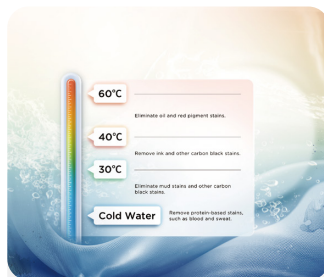 60°C
Eliminate oil and red pigment stains.
40°C
Remove ink and other carbon black stains.
30°C
Eliminate mud stains and other carbon
black stains.
Cold Water
Remove protein-based stains,
such as blood and sweat.